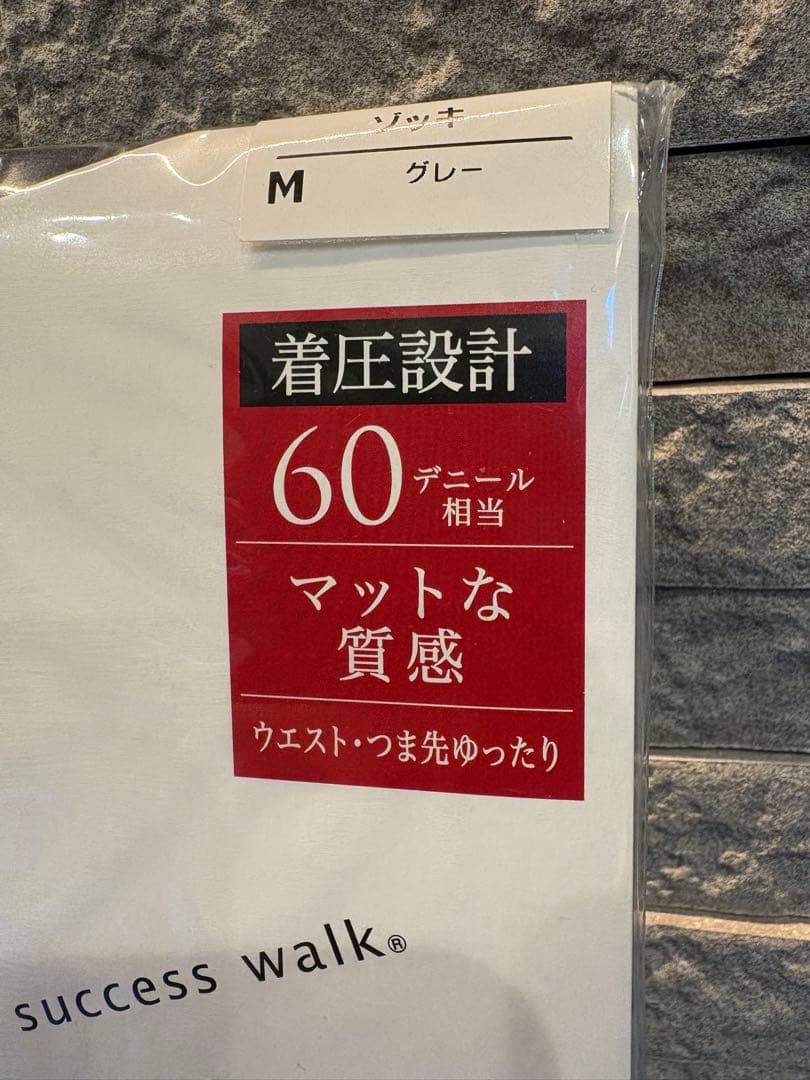 ゾッキ
M グレー
着圧設計
60 デニール
相当
マットな
質感
ウエスト・つま先ゆったり
success walk®